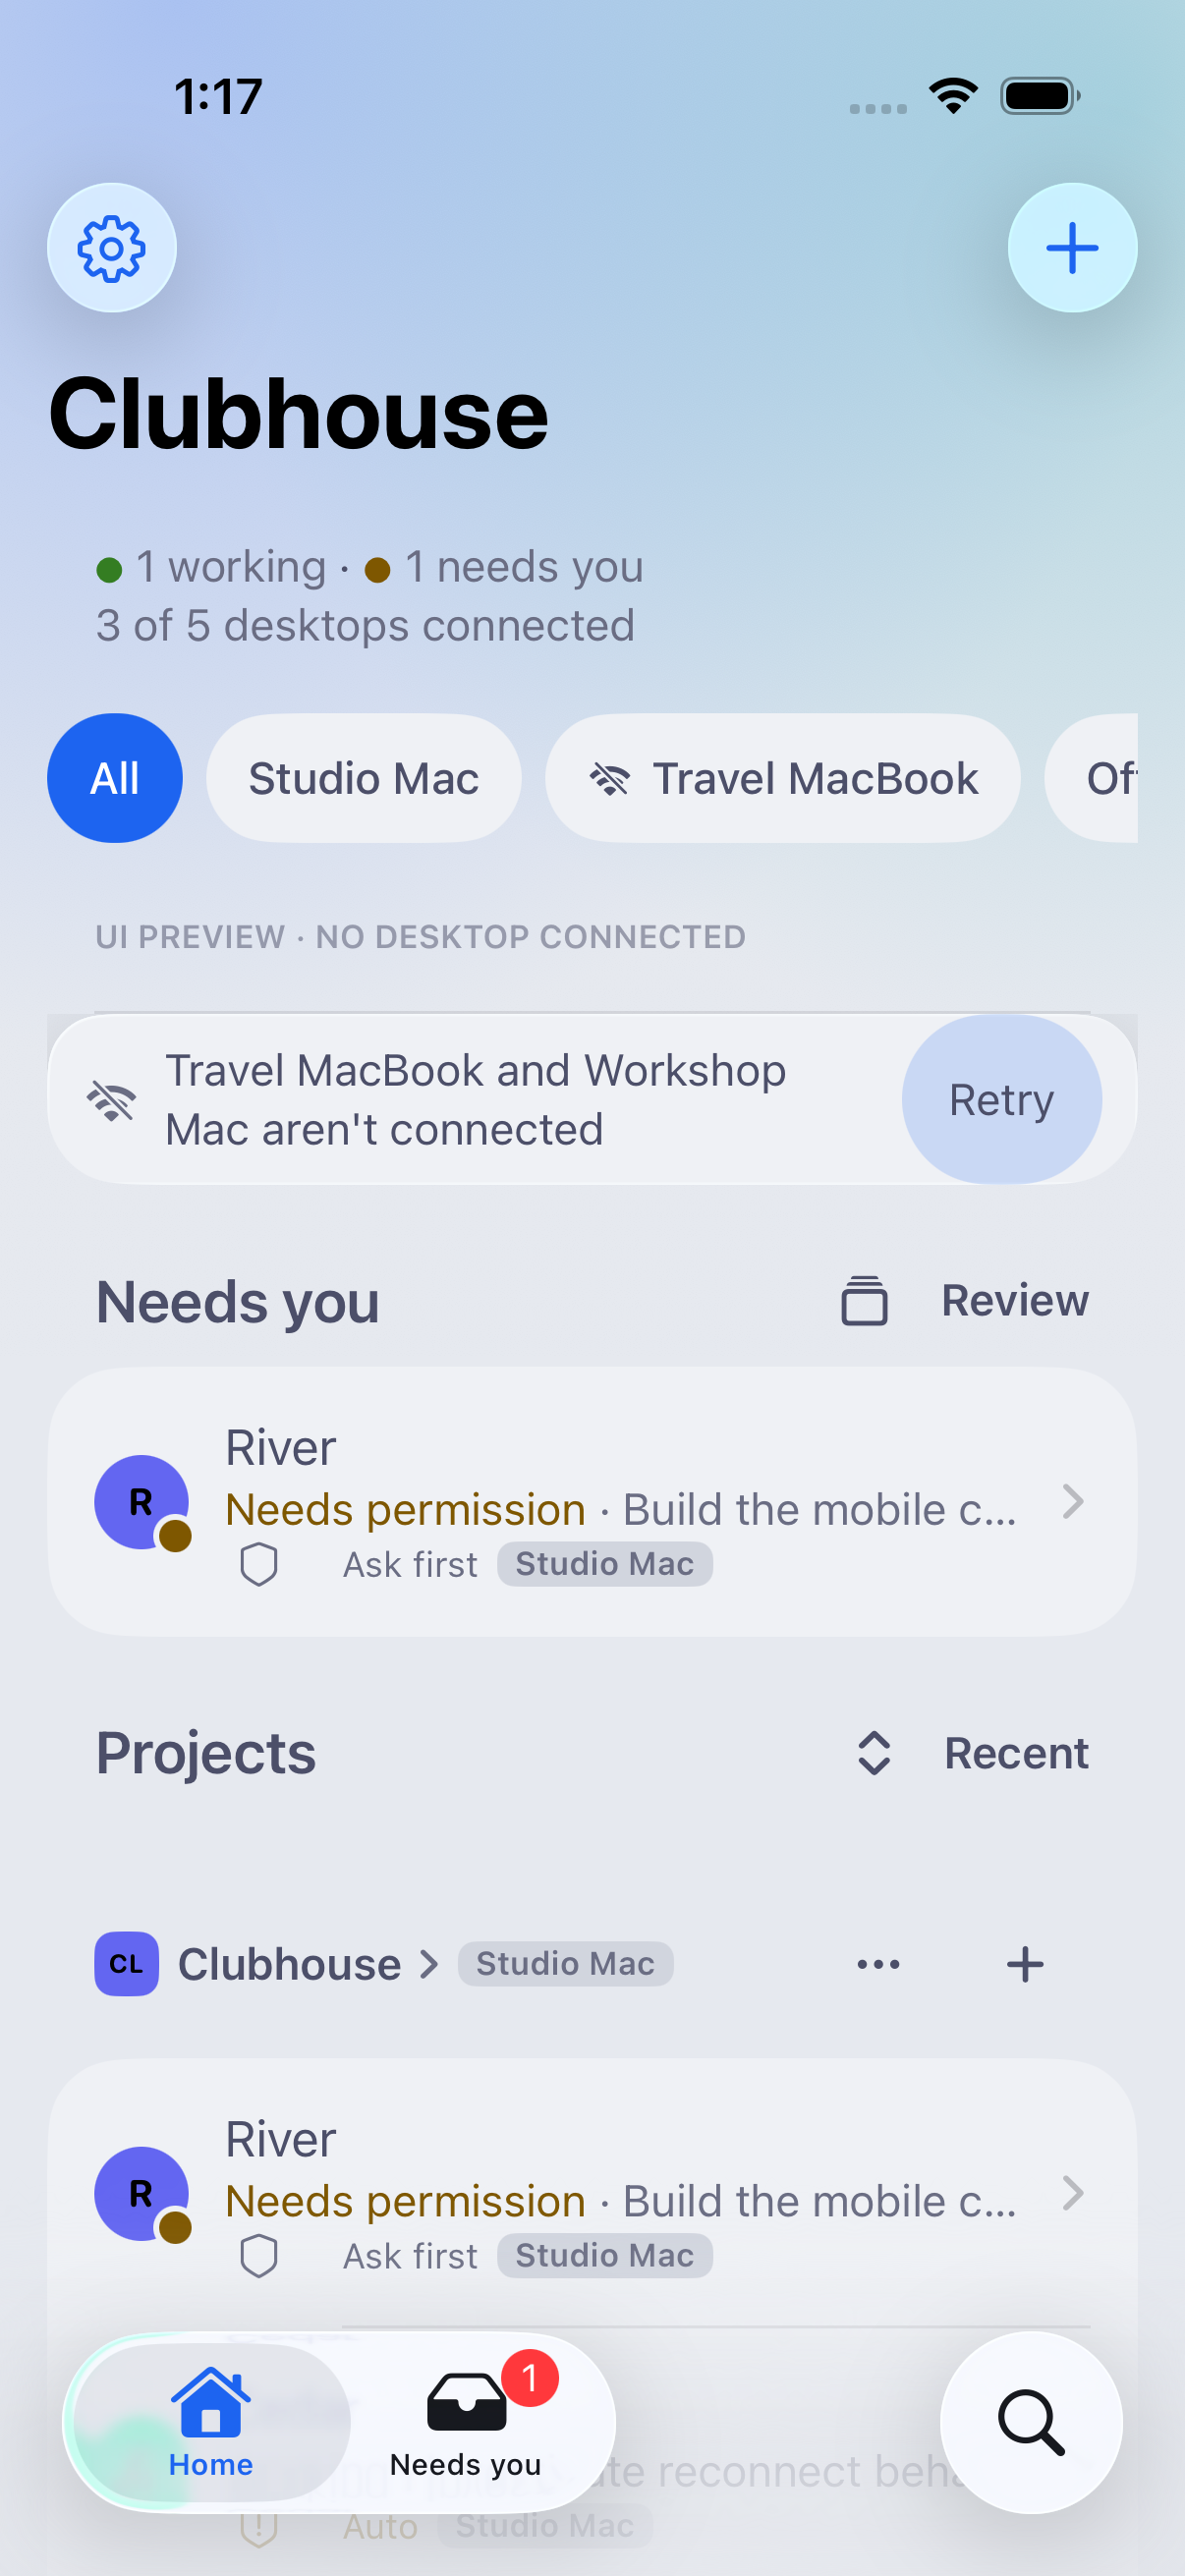 1:17
Clubhouse
1 working · 1 needs you
3 of 5 desktops connected
All
Studio Mac
Travel MacBook
UI PREVIEW · NO DESKTOP CONNECTED
Travel MacBook and Workshop
Mac aren't connected
Retry
Needs you
Review
R
River
Needs permission · Build the mobile c...
Ask first
Studio Mac
Projects
Recent
CL
Clubhouse
Studio Mac
R
River
Needs permission · Build the mobile c...
Ask first
Studio Mac
1
Home
Needs you
reconnect
Auto
Studio Mac